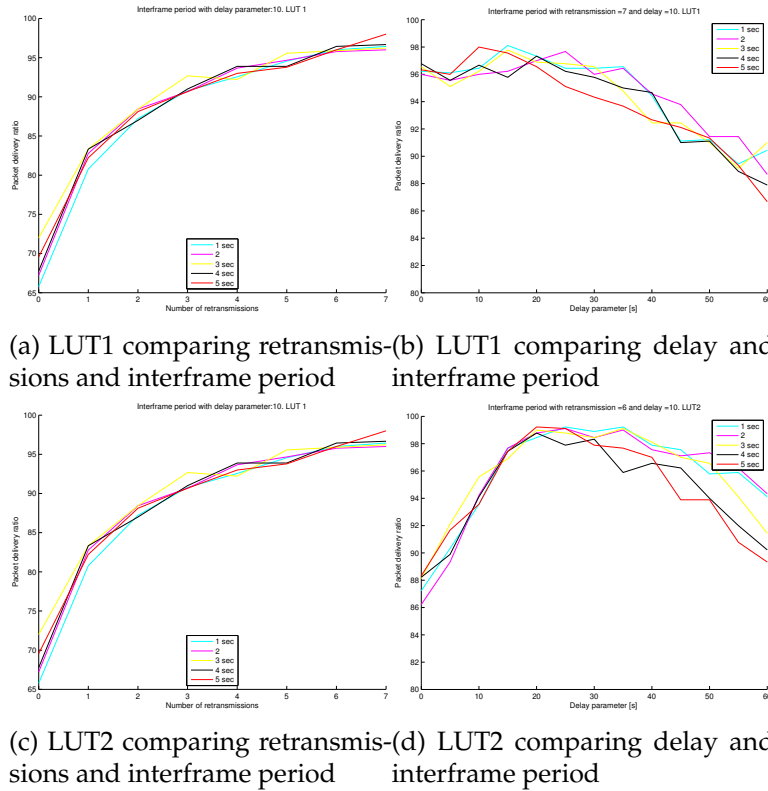 Interframe period with delay parameter:10. LUT 1
Packet delivery ratio
100
95
90
85
80
75
70
65
0 1 2 3 4 5 6 7
Number of retransmissions
1 sec
2
3 sec
4 sec
5 sec
Interframe period with retransmission =7 and delay =10. LUT1
Packet delivery ratio
100
98
96
94
92
90
88
86
84
82
80
0 10 20 30 40 50 60
Delay parameter [s]
1 sec
2
3 sec
4 sec
5 sec
(a) LUT1 comparing retransmis-
sions and interframe period
(b) LUT1 comparing delay and
interframe period
Interframe period with delay parameter:10. LUT 1
Packet delivery ratio
100
95
90
85
80
75
70
65
0 1 2 3 4 5 6 7
Number of retransmissions
1 sec
2
3 sec
4 sec
5 sec
Interframe period with retransmission =6 and delay =10. LUT2
Packet delivery ratio
100
98
96
94
92
90
88
86
84
82
80
0 10 20 30 40 50 60
Delay parameter [s]
1 sec
2
3 sec
4 sec
5 sec
(c) LUT2 comparing retransmis-
sions and interframe period
(d) LUT2 comparing delay and
interframe period